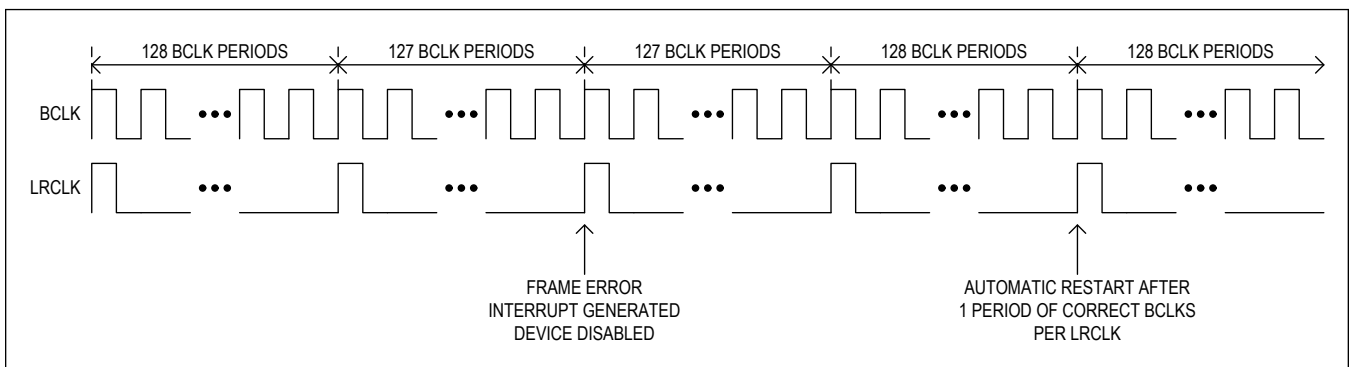 128 BCLK PERIODS 127 BCLK PERIODS 127 BCLK PERIODS 128 BCLK PERIODS 128 BCLK PERIODS
BCLK
LRCLK
FRAME ERROR
INTERRUPT GENERATED
DEVICE DISABLED
AUTOMATIC RESTART AFTER
1 PERIOD OF CORRECT BCLKS
PER LRCLK